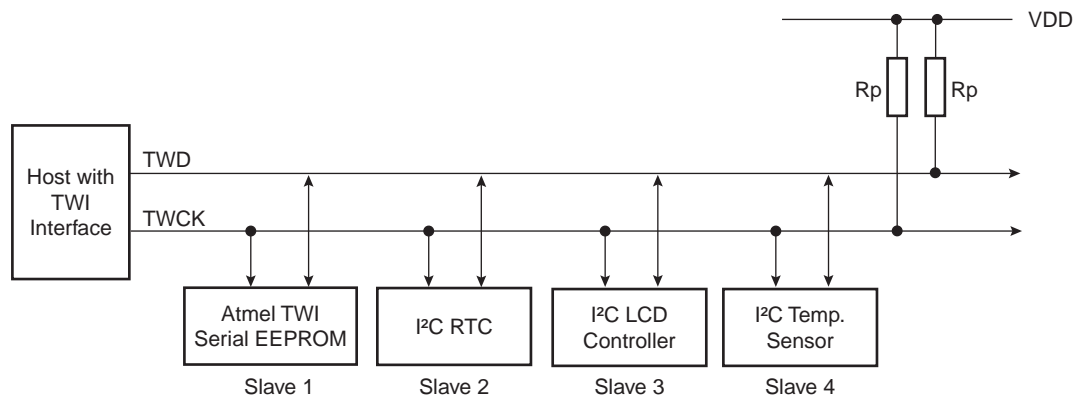 VDD
Rp
Rp
Host with
TWI
Interface
TWD
TWCK
Atmel TWI
Serial EEPROM
I²C RTC
I²C LCD
Controller
I²C Temp.
Sensor
Slave 1
Slave 2
Slave 3
Slave 4